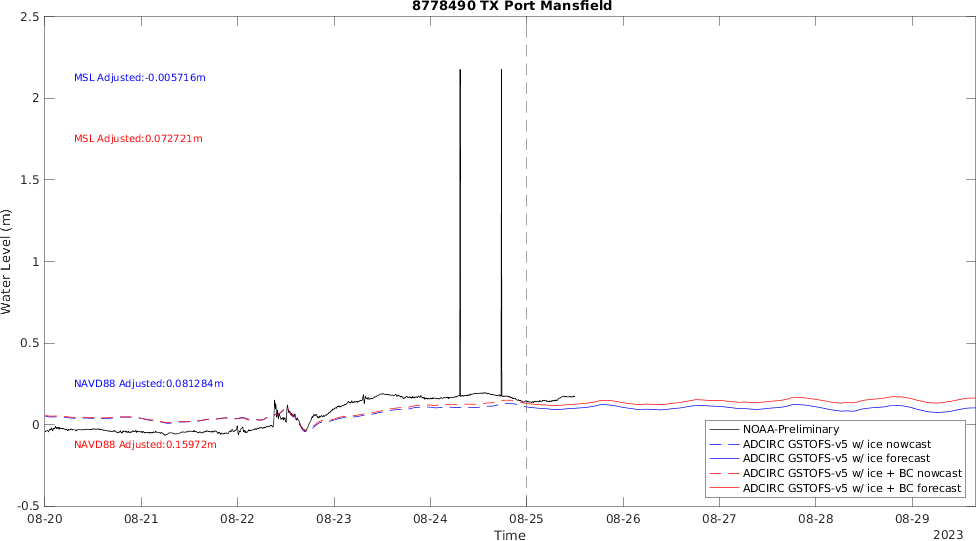 8778490 TX Port Mansfield
2.5
MSL Adjusted:-0.005716m
2
MSL Adjusted:0.072721m
1.5
Water Level (m)
1
0.5
NAVD88 Adjusted:0.081284m
0
NAVD88 Adjusted:0.15972m
NOAA-Preliminary
ADCIRC GSTOFS-v5 w/ ice nowcast
ADCIRC GSTOFS-v5 w/ ice forecast
ADCIRC GSTOFS-v5 w/ ice + BC nowcast
ADCIRC GSTOFS-v5 w/ ice + BC forecast
-0.5
08-20 08-21 08-22 08-23 08-24 08-25 08-26 08-27 08-28 08-29
Time
2023